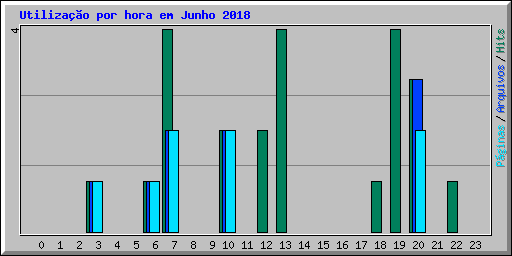 Utilização por hora em Junho 2018
4
Páginas / Arquivos / Hits
0 1 2 3 4 5 6 7 8 9 10 11 12 13 14 15 16 17 18 19 20 21 22 23